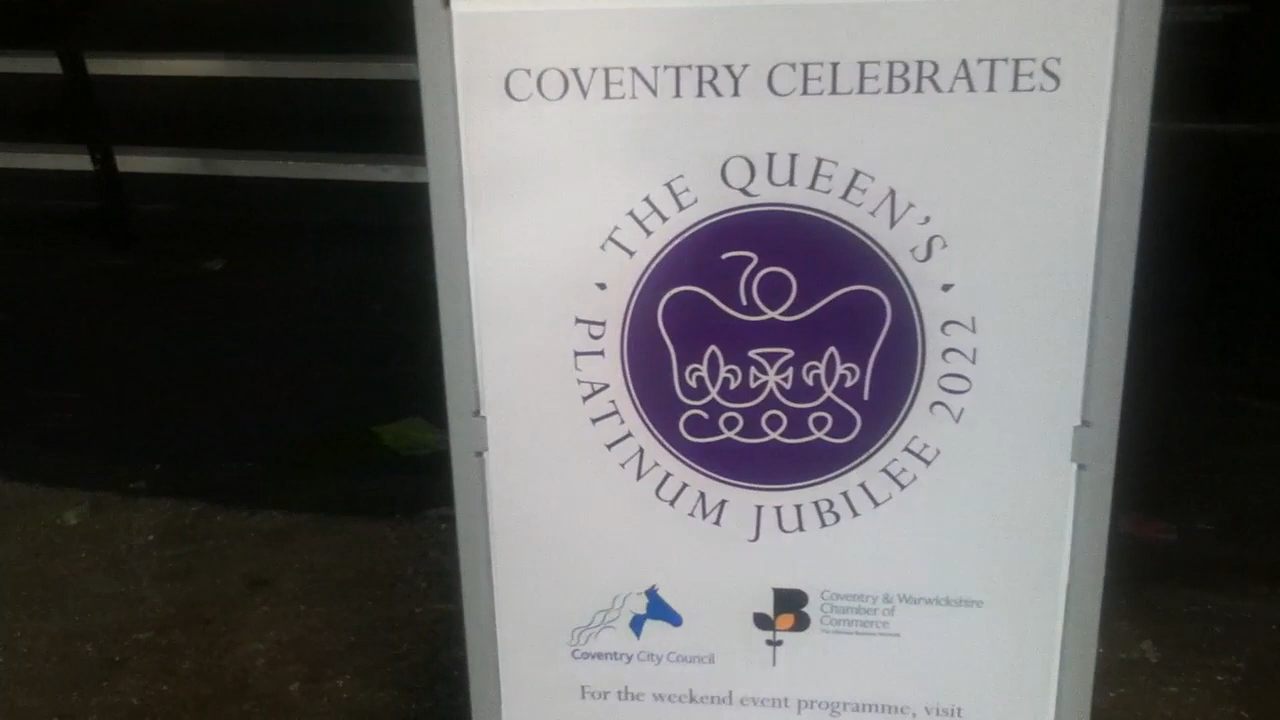 COVENTRY CELEBRATES
THE QUEEN'S
PLATINUM JUBILEE 2022
70
Coventry City Council
Coventry & Warwickshire
Chamber of
Commerce
For the weekend event programme, visit